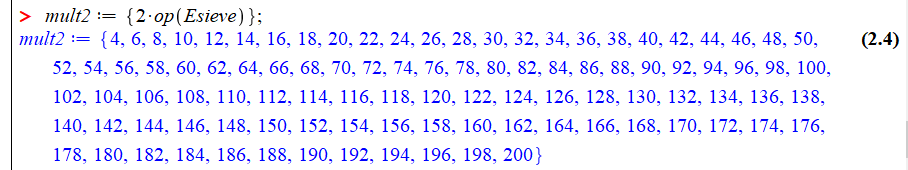 > mult2 := {2·op(Esieve)};
mult2 := {4, 6, 8, 10, 12, 14, 16, 18, 20, 22, 24, 26, 28, 30, 32, 34, 36, 38, 40, 42, 44, 46, 48, 50, (2.4)
52, 54, 56, 58, 60, 62, 64, 66, 68, 70, 72, 74, 76, 78, 80, 82, 84, 86, 88, 90, 92, 94, 96, 98, 100,
102, 104, 106, 108, 110, 112, 114, 116, 118, 120, 122, 124, 126, 128, 130, 132, 134, 136, 138,
140, 142, 144, 146, 148, 150, 152, 154, 156, 158, 160, 162, 164, 166, 168, 170, 172, 174, 176,
178, 180, 182, 184, 186, 188, 190, 192, 194, 196, 198, 200}